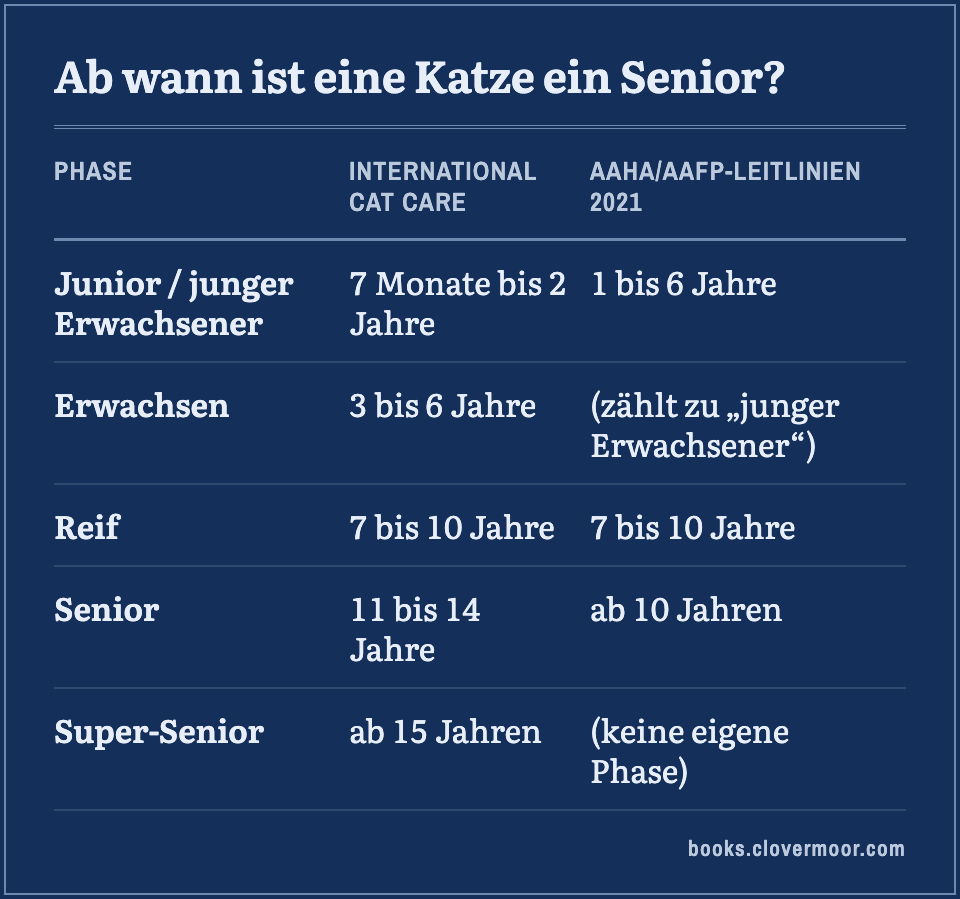 Ab wann ist eine Katze ein Senior?
PHASE
INTERNATIONAL
CAT CARE
AAHA/AAFP-LEITLINIEN
2021
Junior / junger
Erwachsener
7 Monate bis 2
Jahre
1 bis 6 Jahre
Erwachsen
3 bis 6 Jahre
(zählt zu „junger
Erwachsener“)
Reif
7 bis 10 Jahre
7 bis 10 Jahre
Senior
11 bis 14
Jahre
ab 10 Jahren
Super-Senior
ab 15 Jahren
(keine eigene
Phase)
books.clovermoor.com